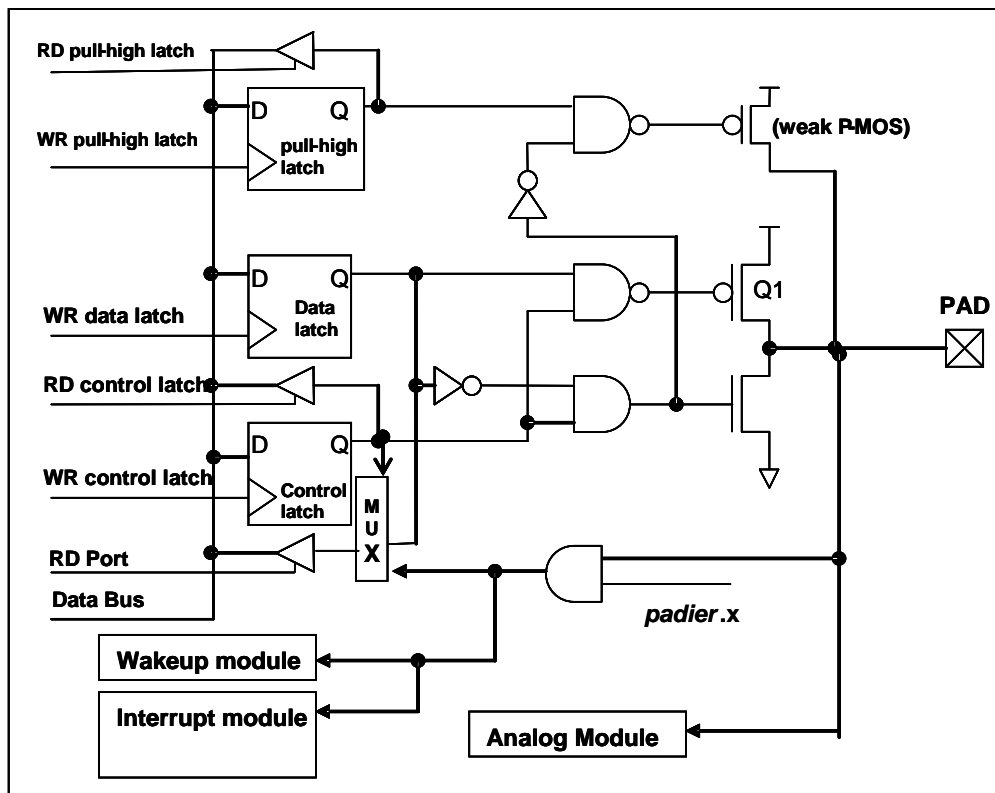 RD pull-high latch
D
Q
WR pull-high latch
pull-high
latch
(weak P-MOS)
D
Q
WR data latch
Data
latch
Q1
PAD
RD control latch
D
Q
WR control latch
Control
latch
M
U
X
RD Port
Data Bus
padier.x
Wakeup module
Interrupt module
Analog Module